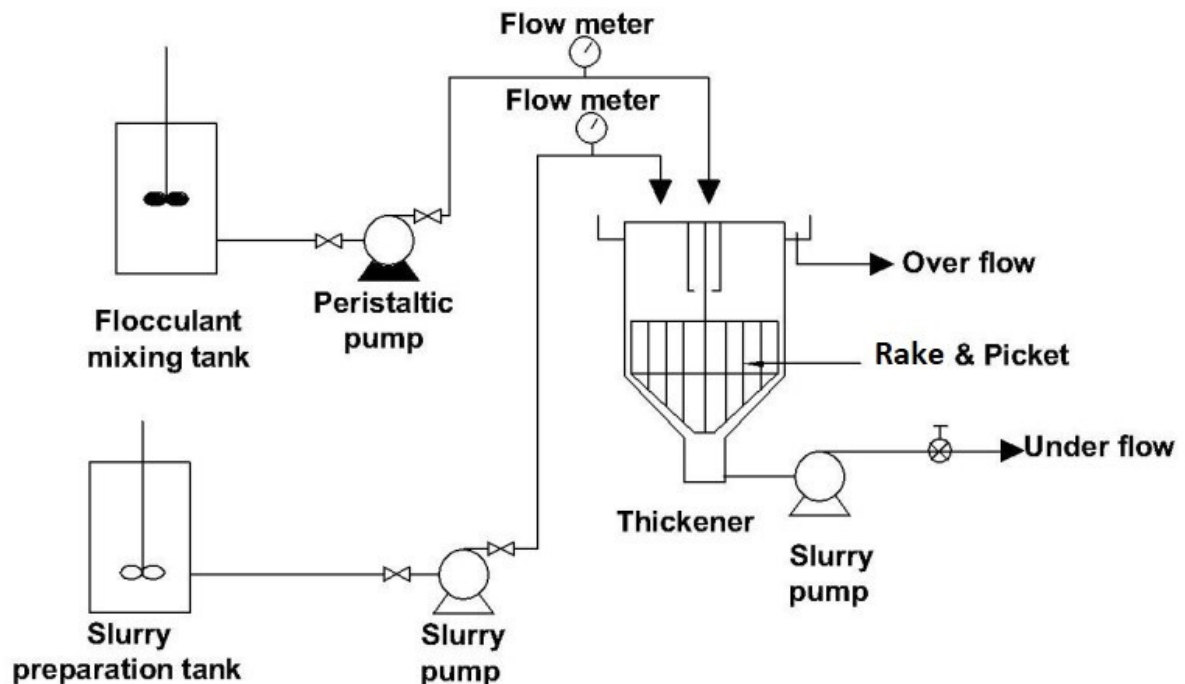 Flow meter
Flow meter
Flocculant
mixing tank
Peristaltic
pump
Over flow
Rake & Picket
Under flow
Thickener
Slurry
pump
Slurry
preparation tank
Slurry
pump